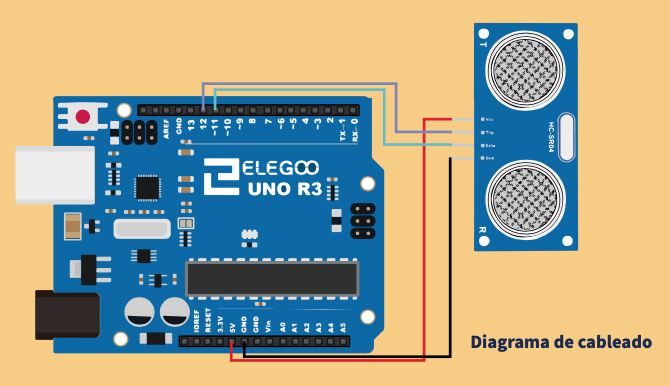 T
Vcc
Trig
Echo
Gnd
HC-SR04
R
AREF
GND
13
12
~11
~10
~9
8
7
~6
~5
4
~3
2
TX→1
RX←0
ELEGOO
UNO R3
IOREF
RESET
3.3V
5V
GND
GND
Vin
A0
A1
A2
A3
A4
A5
Diagrama de cableado